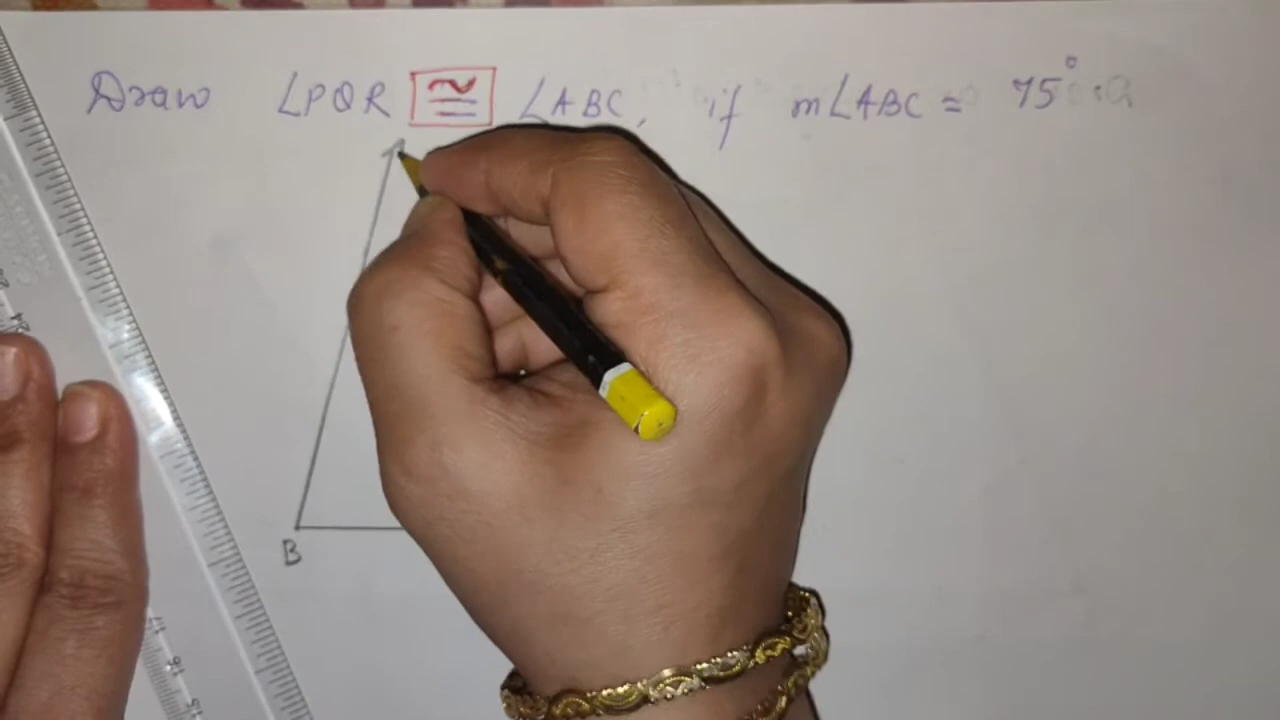 Draw ∠PQR ≅ ∠ABC, if m∠ABC = 75°
B